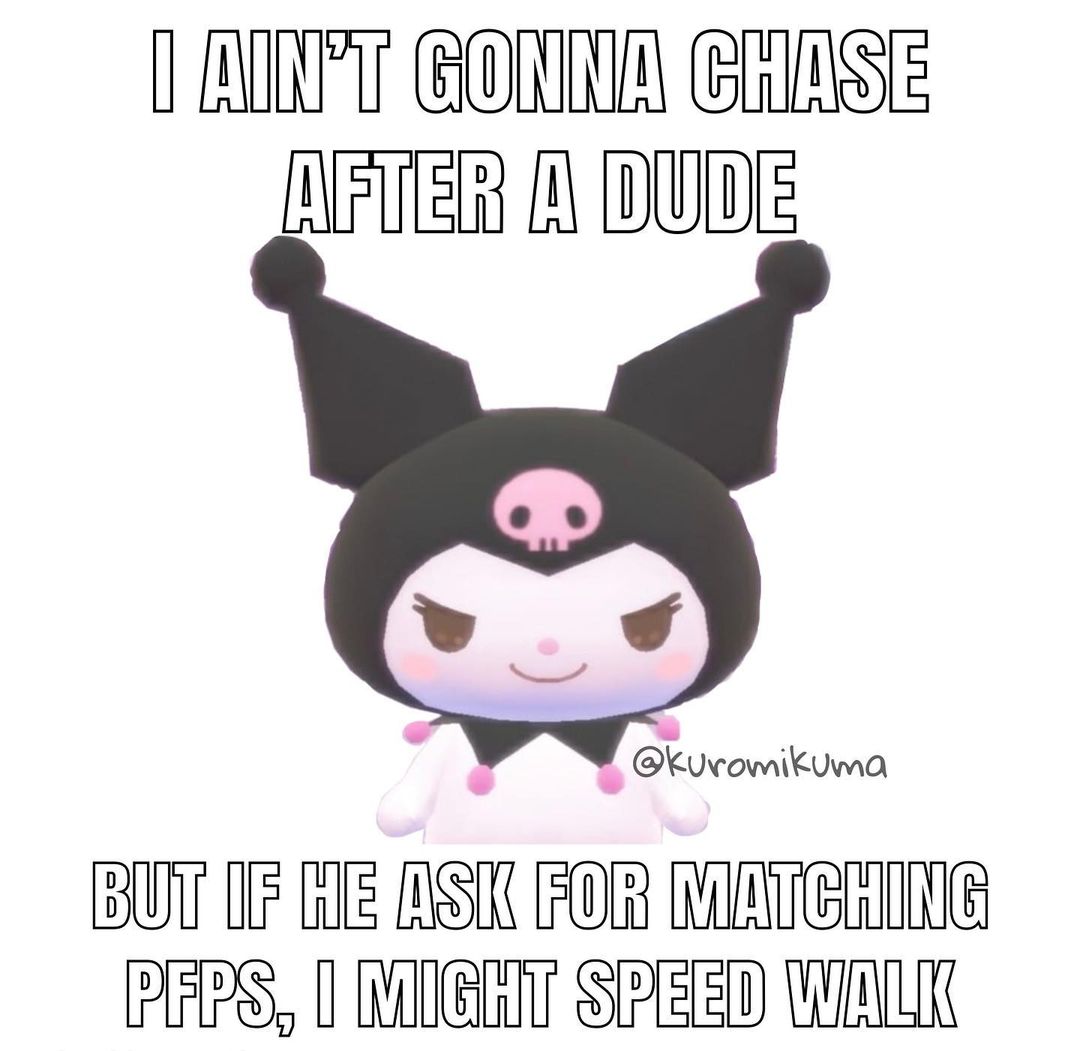 I AIN'T GONNA CHASE
AFTER A DUDE
@kuromikuma
BUT IF HE ASK FOR MATCHING
PFPS, I MIGHT SPEED WALK